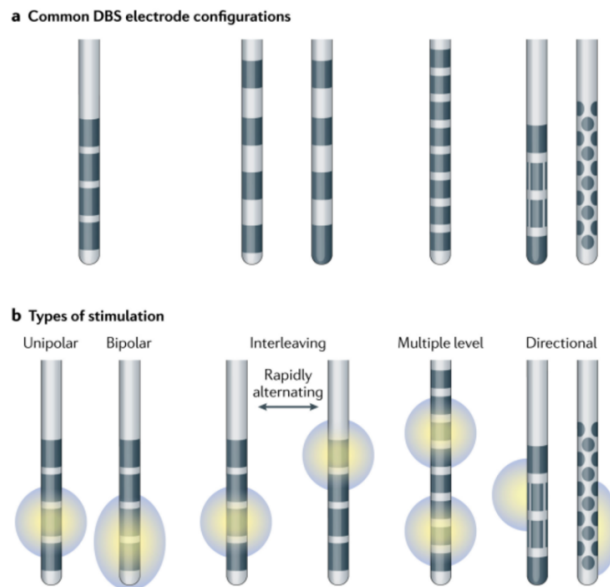 a Common DBS electrode configurations
b Types of stimulation
Unipolar Bipolar Interleaving Multiple level Directional
Rapidly
alternating